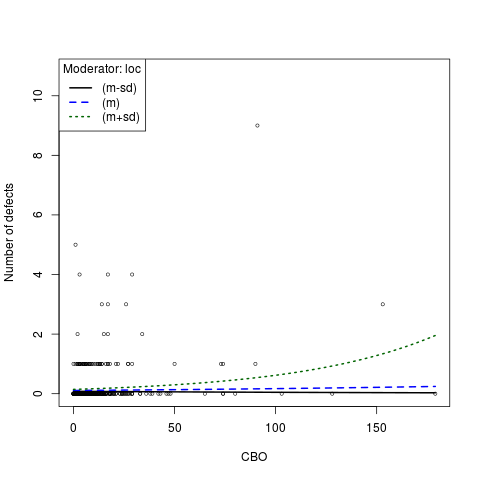 Moderator: loc
(m-sd)
(m)
(m+sd)
Number of defects
10
8
6
4
2
0
0 50 100 150
CBO